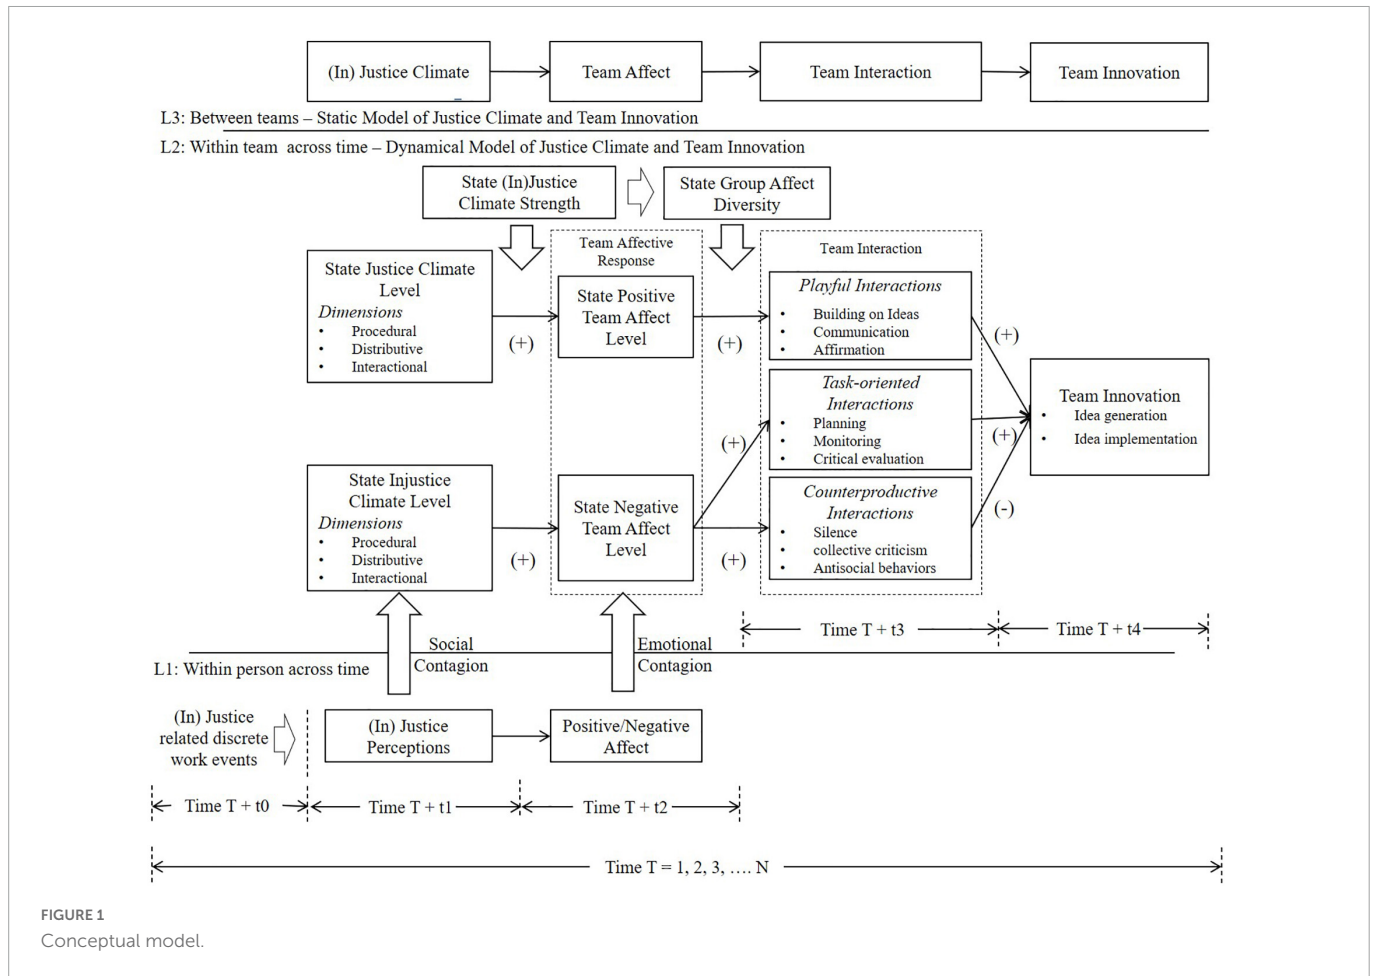 (In) Justice Climate
Team Affect
Team Interaction
Team Innovation
L3: Between teams – Static Model of Justice Climate and Team Innovation
L2: Within team across time – Dynamical Model of Justice Climate and Team Innovation
State (In)Justice
Climate Strength
State Group Affect
Diversity
Team Affective
Response
Team Interaction
State Justice Climate
Level
Dimensions
• Procedural
• Distributive
• Interactional
(+)
State Positive
Team Affect
Level
(+)
Playful Interactions
• Building on Ideas
• Communication
• Affirmation
(+)
Task-oriented
Interactions
• Planning
• Monitoring
• Critical evaluation
(+)
(+)
Team Innovation
• Idea generation
• Idea implementation
State Injustice
Climate Level
Dimensions
• Procedural
• Distributive
• Interactional
(+)
State Negative
Team Affect
Level
(+)
Counterproductive
Interactions
• Silence
• collective criticism
• Antisocial behaviors
(-)
Time T + t3
Time T + t4
Social
Contagion
Emotional
Contagion
L1: Within person across time
(In) Justice
related discrete
work events
(In) Justice
Perceptions
Positive/Negative
Affect
Time T + t0
Time T + t1
Time T + t2
Time T = 1, 2, 3, …. N
FIGURE 1
Conceptual model.